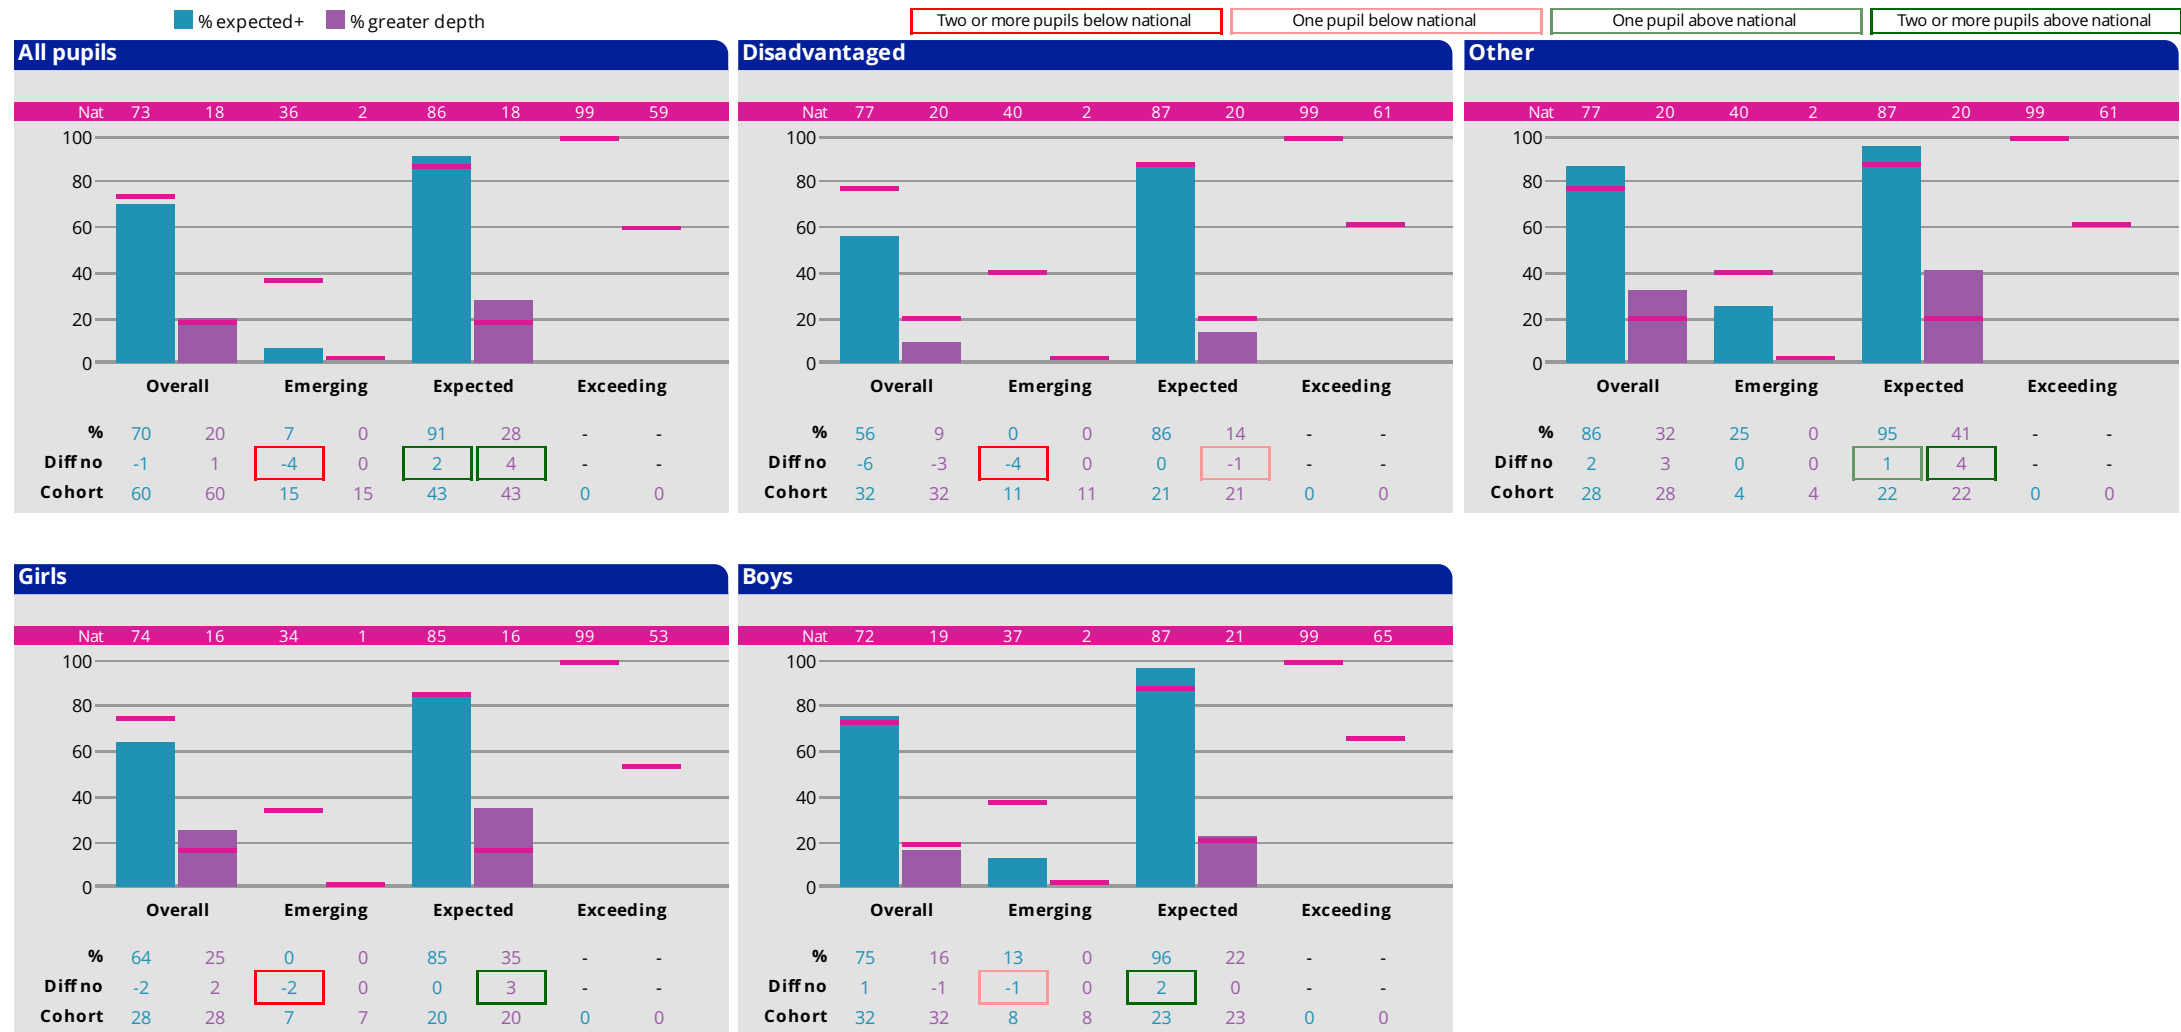 % expected+ % greater depth Two or more pupils below national One pupil below national One pupil above national Two or more pupils above national
All pupils
Nat 73 18 36 2 86 18 99 59
100
80
60
40
20
0
Overall Emerging Expected Exceeding
% 70 20 7 0 91 28 - -
Diff no -1 1 -4 0 2 4 - -
Cohort 60 60 15 15 43 43 0 0
Disadvantaged
Nat 77 20 40 2 87 20 99 61
100
80
60
40
20
0
Overall Emerging Expected Exceeding
% 56 9 0 0 86 14 - -
Diff no -6 -3 -4 0 0 -1 - -
Cohort 32 32 11 11 21 21 0 0
Other
Nat 77 20 40 2 87 20 99 61
100
80
60
40
20
0
Overall Emerging Expected Exceeding
% 86 32 25 0 95 41 - -
Diff no 2 3 0 0 1 4 - -
Cohort 28 28 4 4 22 22 0 0
Girls
Nat 74 16 34 1 85 16 99 53
100
80
60
40
20
0
Overall Emerging Expected Exceeding
% 64 25 0 0 85 35 - -
Diff no -2 2 -2 0 0 3 - -
Cohort 28 28 7 7 20 20 0 0
Boys
Nat 72 19 37 2 87 21 99 65
100
80
60
40
20
0
Overall Emerging Expected Exceeding
% 75 16 13 0 96 22 - -
Diff no 1 -1 -1 0 2 0 - -
Cohort 32 32 8 8 23 23 0 0